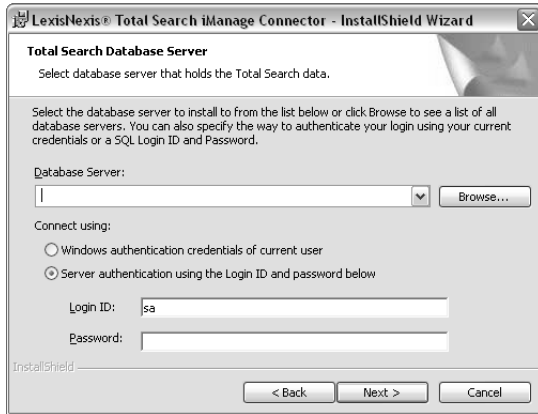 LexisNexis® Total Search iManage Connector - InstallShield Wizard
Total Search Database Server
Select database server that holds the Total Search data.
Select the database server to install to from the list below or click Browse to see a list of all
database servers. You can also specify the way to authenticate your login using your current
credentials or a SQL Login ID and Password.
Database Server:
Browse...
Connect using:
Windows authentication credentials of current user
Server authentication using the Login ID and password below
Login ID: sa
Password:
InstallShield
< Back Next > Cancel